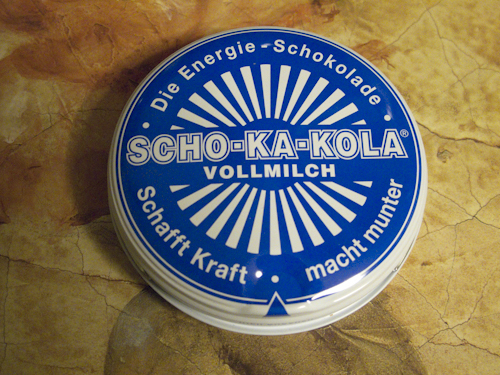 Die Energie-Schokolade
SCHO-KA-KOLA®
VOLLMILCH
Schafft Kraft · macht munter